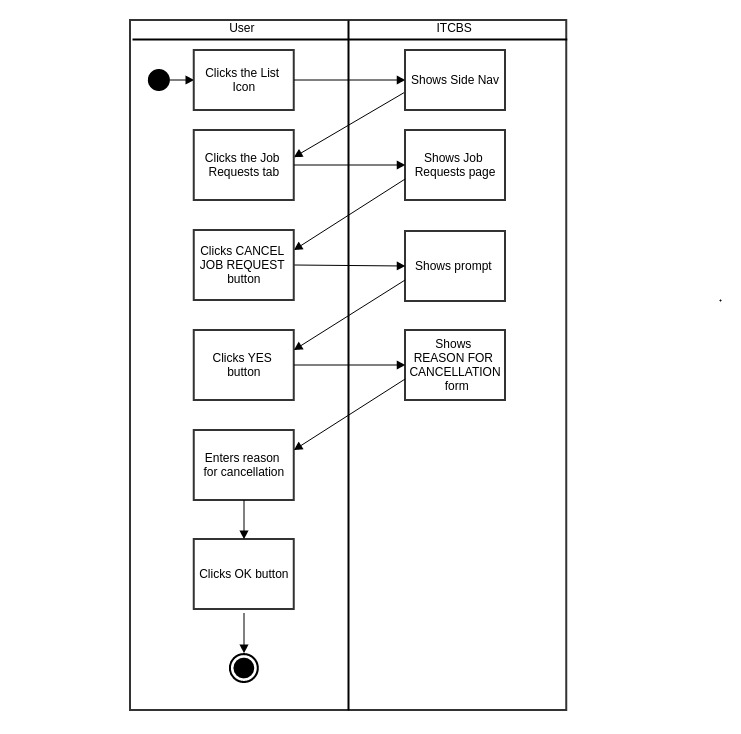 User
ITCBS
Clicks the List
Icon
Shows Side Nav
Clicks the Job
Requests tab
Shows Job
Requests page
Clicks CANCEL
JOB REQUEST
button
Shows prompt
Clicks YES
button
Shows
REASON FOR
CANCELLATION
form
Enters reason
for cancellation
Clicks OK button